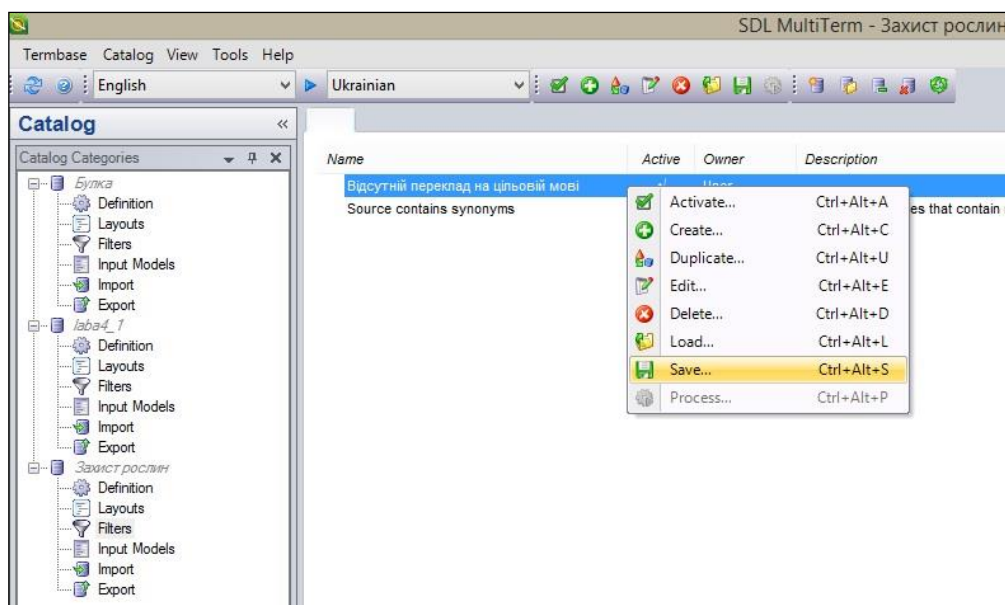 SDL MultiTerm - Захист рослин
Termbase Catalog View Tools Help
English Ukrainian
Catalog
Catalog Categories
Булка
Definition
Layouts
Filters
Input Models
Import
Export
laba4_1
Definition
Layouts
Filters
Input Models
Import
Export
Захист рослин
Definition
Layouts
Filters
Input Models
Import
Export
Name Active Owner Description
Відсутній переклад на цільовій мові User
Source contains synonyms es that contain
Activate... Ctrl+Alt+A
Create... Ctrl+Alt+C
Duplicate... Ctrl+Alt+U
Edit... Ctrl+Alt+E
Delete... Ctrl+Alt+D
Load... Ctrl+Alt+L
Save... Ctrl+Alt+S
Process... Ctrl+Alt+P